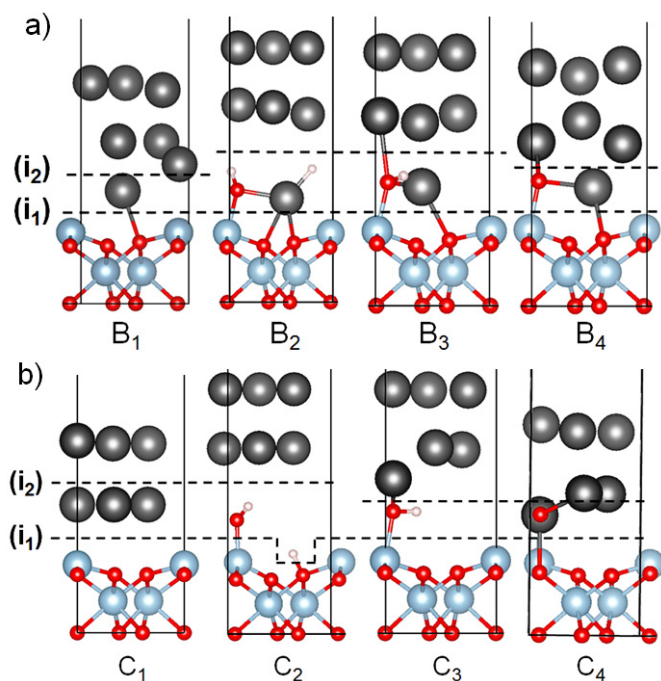 a)
(i₂)
(i₁)
B₁ B₂ B₃ B₄
b)
(i₂)
(i₁)
C₁ C₂ C₃ C₄